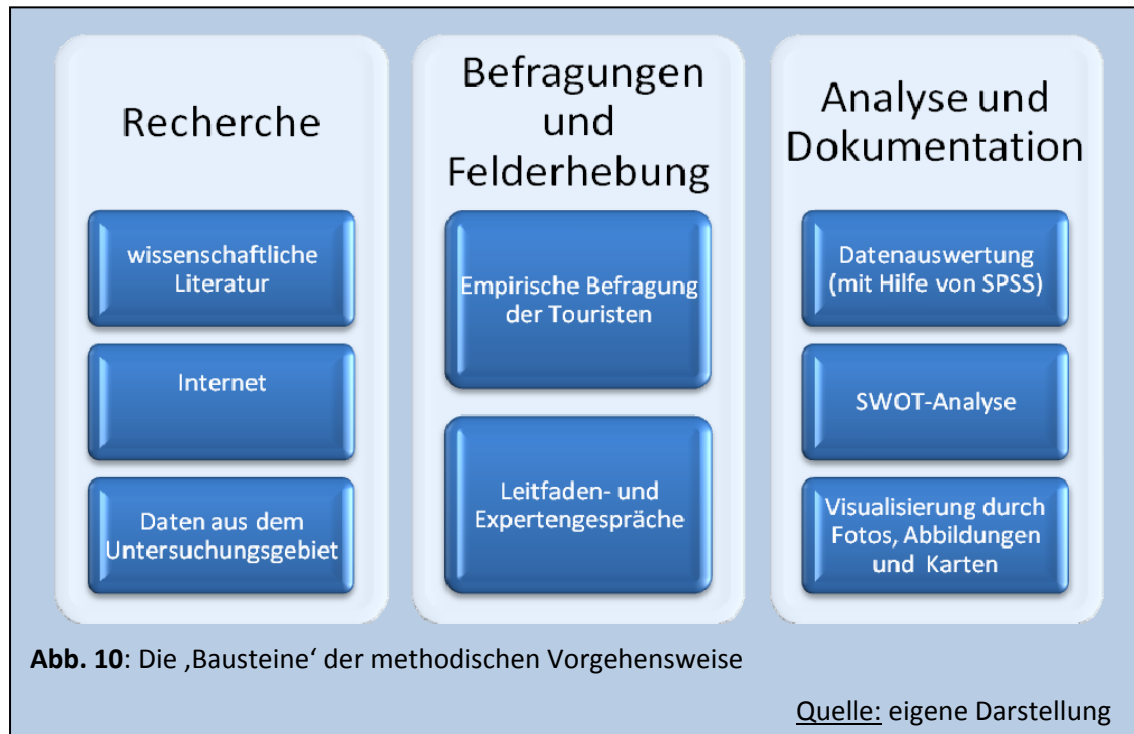 Recherche
wissenschaftliche
Literatur
Internet
Daten aus dem
Untersuchungsgebiet
Befragungen
und
Felderhebung
Empirische Befragung
der Touristen
Leitfaden- und
Expertengespräche
Analyse und
Dokumentation
Datenauswertung
(mit Hilfe von SPSS)
SWOT-Analyse
Visualisierung durch
Fotos, Abbildungen
und Karten
Abb. 10: Die ‚Bausteine‘ der methodischen Vorgehensweise
Quelle: eigene Darstellung